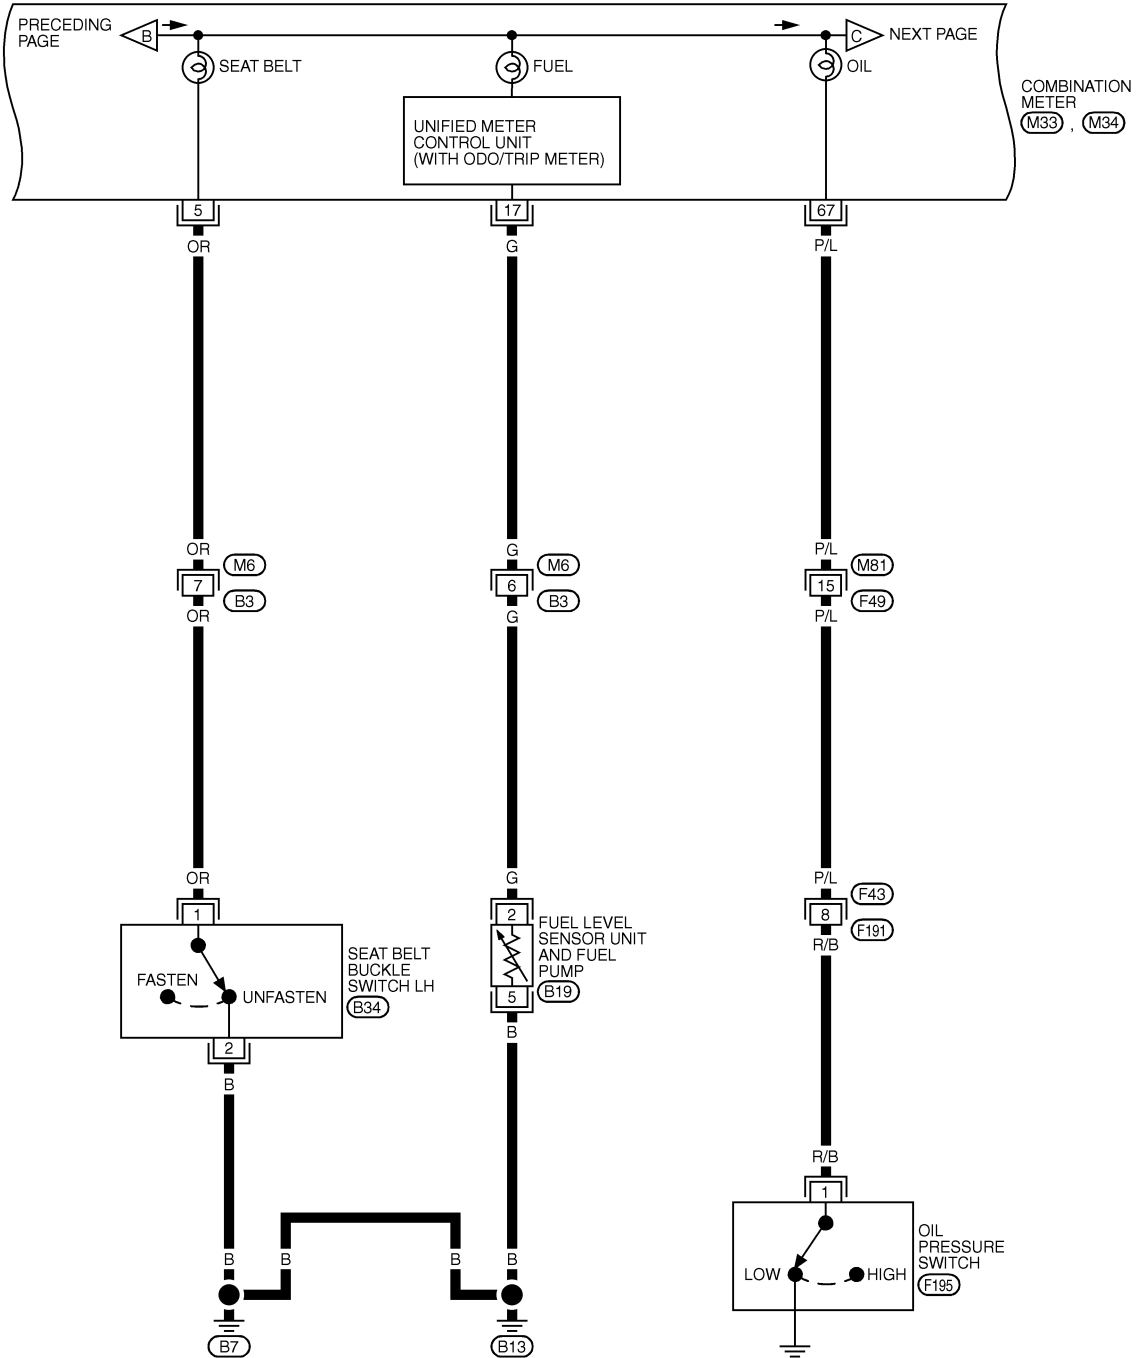 PRECEDING
PAGE
B
C
NEXT PAGE
SEAT BELT
FUEL
OIL
COMBINATION
METER
M33 , M34
UNIFIED METER
CONTROL UNIT
(WITH ODO/TRIP METER)
5
17
67
OR
G
P/L
OR
G
P/L
M6
M6
M81
7
6
15
B3
B3
F49
OR
G
P/L
OR
G
P/L
F43
1
2
8
F191
FUEL LEVEL
SENSOR UNIT
AND FUEL
PUMP
B19
R/B
SEAT BELT
BUCKLE
SWITCH LH
B34
FASTEN
UNFASTEN
5
B
2
B
R/B
1
OIL
PRESSURE
SWITCH
F195
LOW
HIGH
B
B
B
B
B7
B13